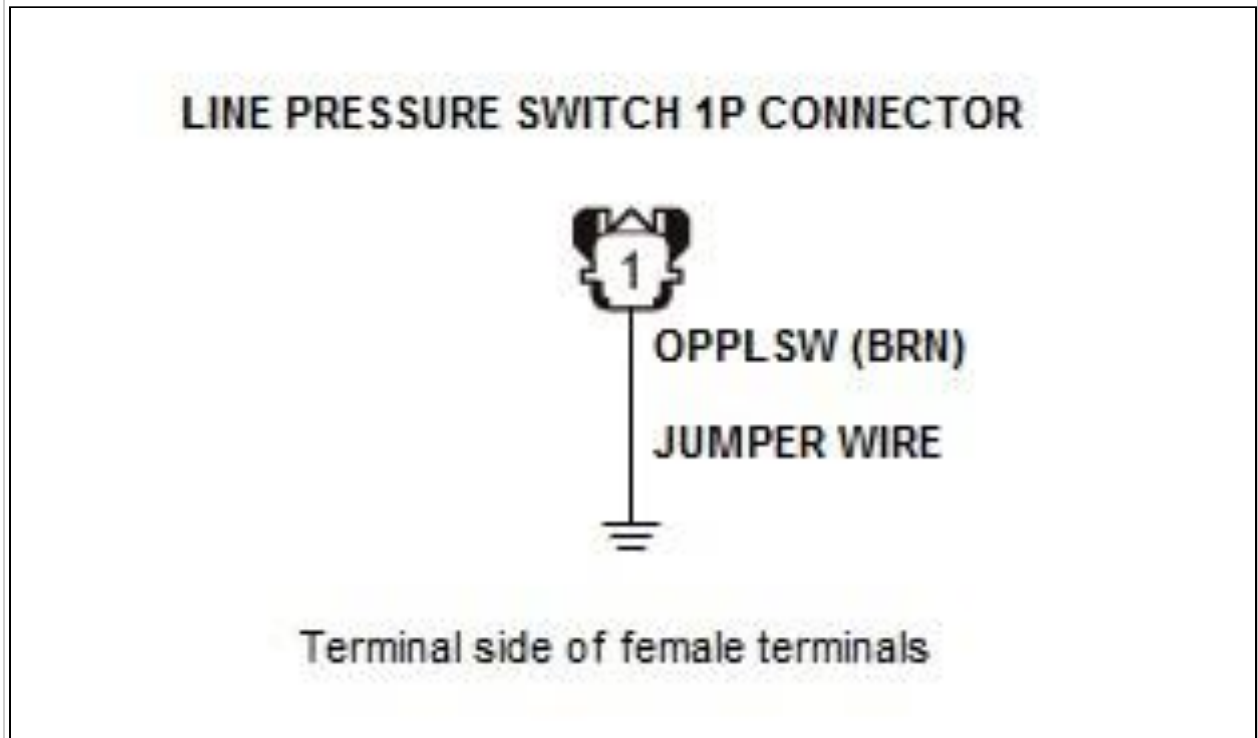 LINE PRESSURE SWITCH 1P CONNECTOR
1
OPPLSW (BRN)
JUMPER WIRE
Terminal side of female terminals